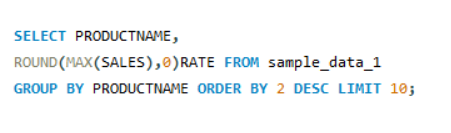 SELECT PRODUCTNAME,
ROUND(MAX(SALES),0)RATE FROM sample_data_1
GROUP BY PRODUCTNAME ORDER BY 2 DESC LIMIT 10;